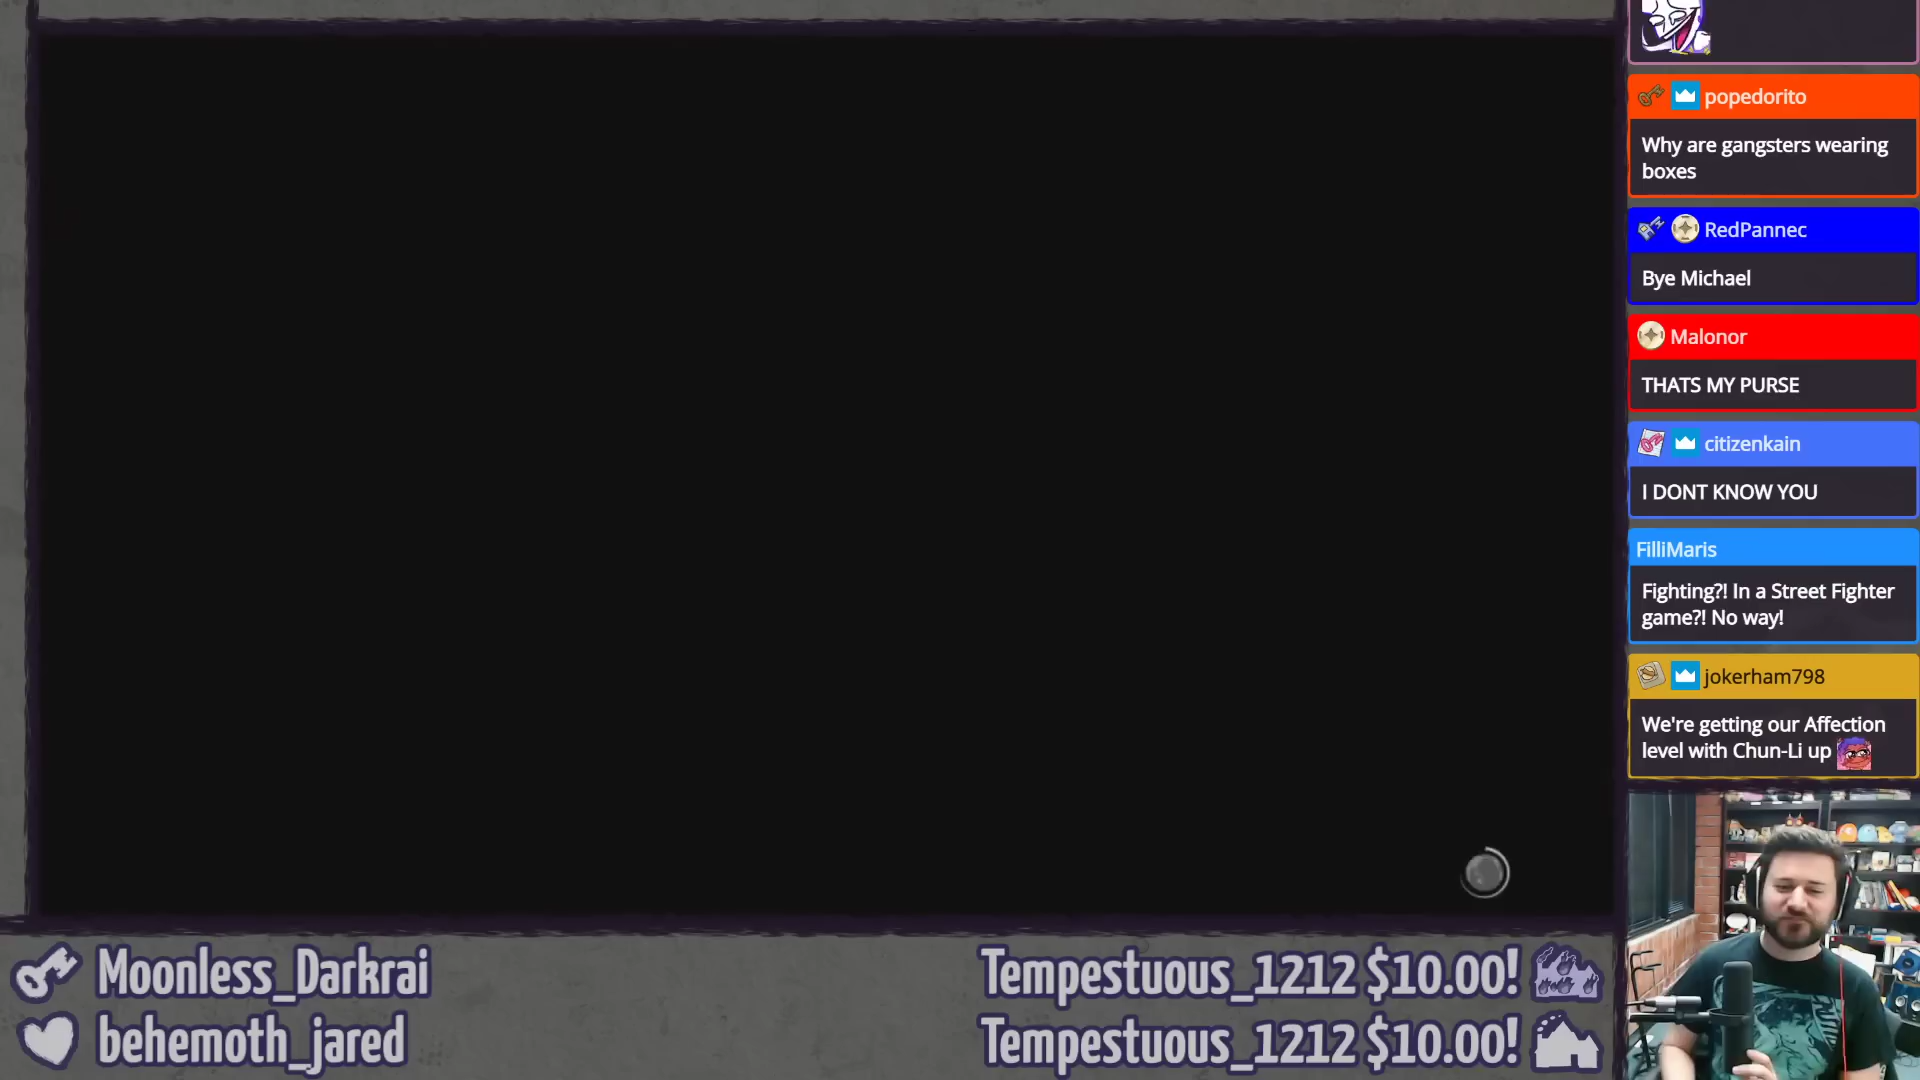 popedorito
Why are gangsters wearing
boxes
RedPannec
Bye Michael
Malonor
THATS MY PURSE
citizenkain
I DONT KNOW YOU
FilliMaris
Fighting?! In a Street Fighter
game?! No way!
jokerham798
We're getting our Affection
level with Chun-Li up
Moonless_Darkrai
behemoth_jared
Tempestuous_1212 $10.00!
Tempestuous_1212 $10.00!